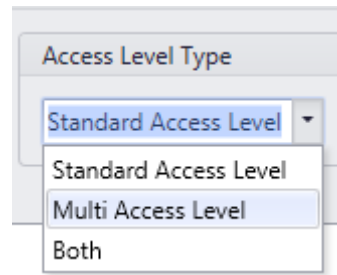 Access Level Type
Standard Access Level
Standard Access Level
Multi Access Level
Both